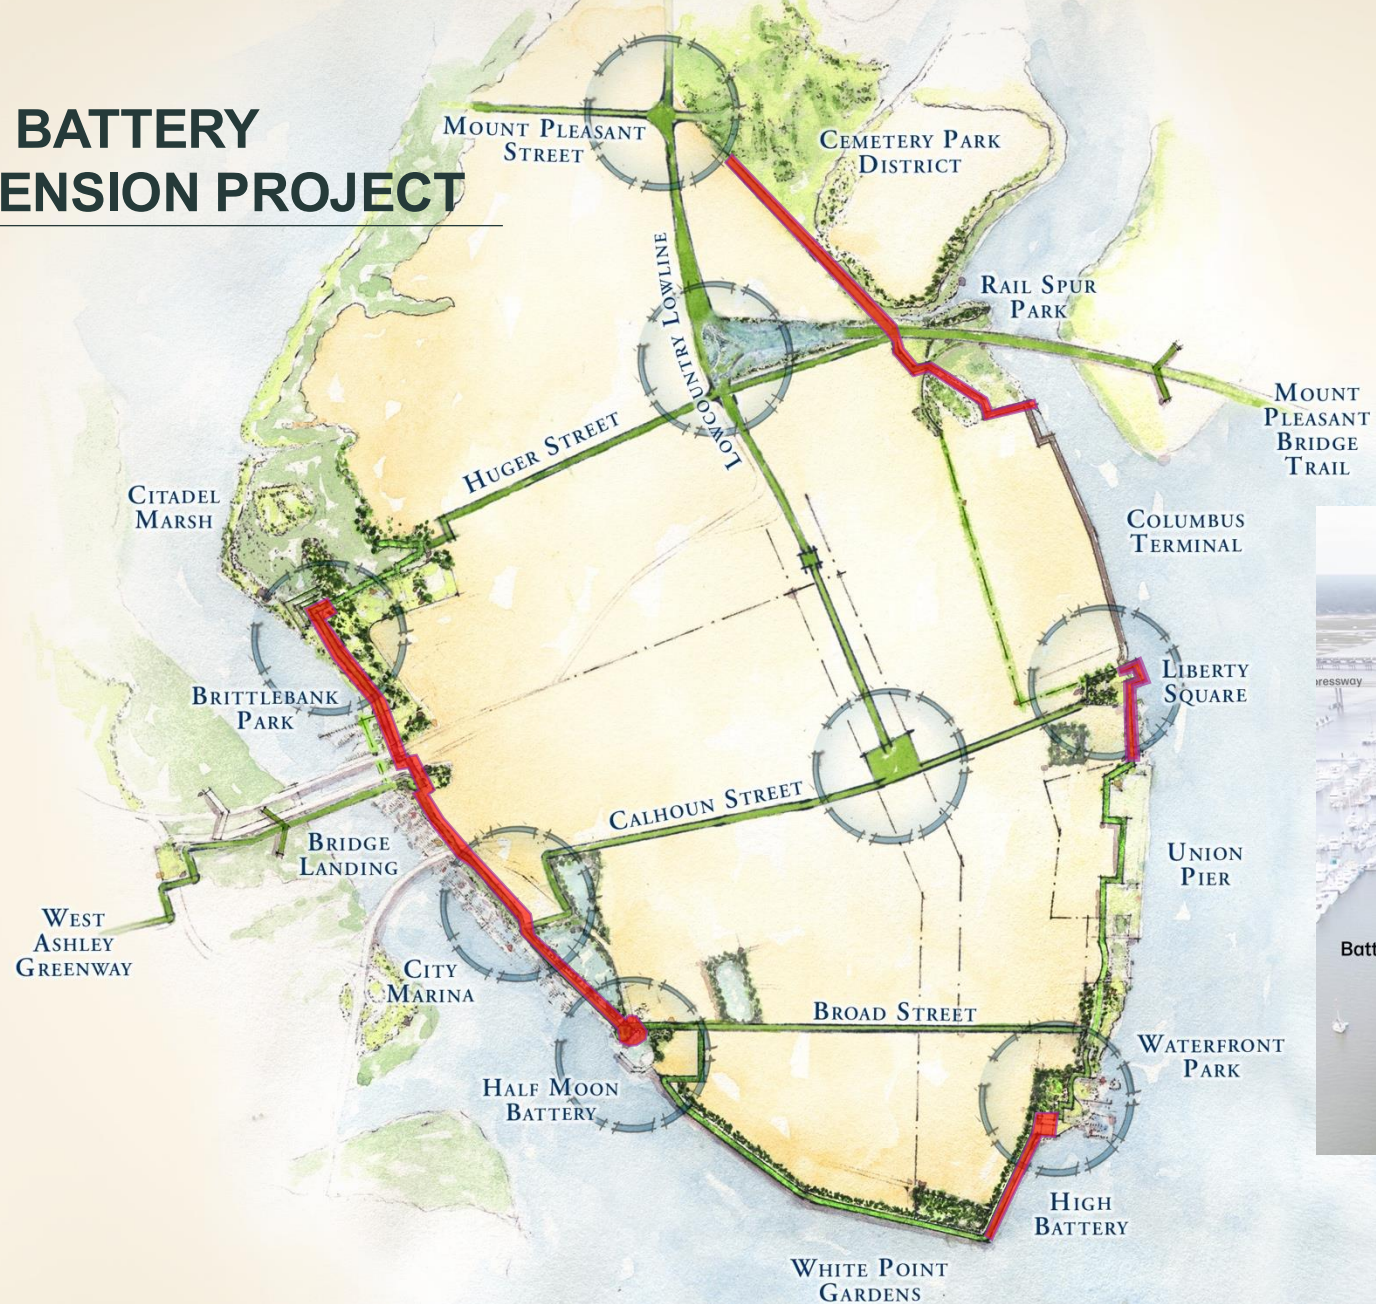 BATTERY
ENSION PROJECT
MOUNT PLEASANT
STREET
CEMETERY PARK
DISTRICT
LOWCOUNTRY LOWLINE
RAIL SPUR
PARK
MOUNT
PLEASANT
BRIDGE
TRAIL
HUGER STREET
CITADEL
MARSH
COLUMBUS
TERMINAL
BRITTLEBANK
PARK
LIBERTY
SQUARE
pressway
CALHOUN STREET
BRIDGE
LANDING
UNION
PIER
WEST
ASHLEY
GREENWAY
CITY
MARINA
Batt
BROAD STREET
WATERFRONT
PARK
HALF MOON
BATTERY
HIGH
BATTERY
WHITE POINT
GARDENS